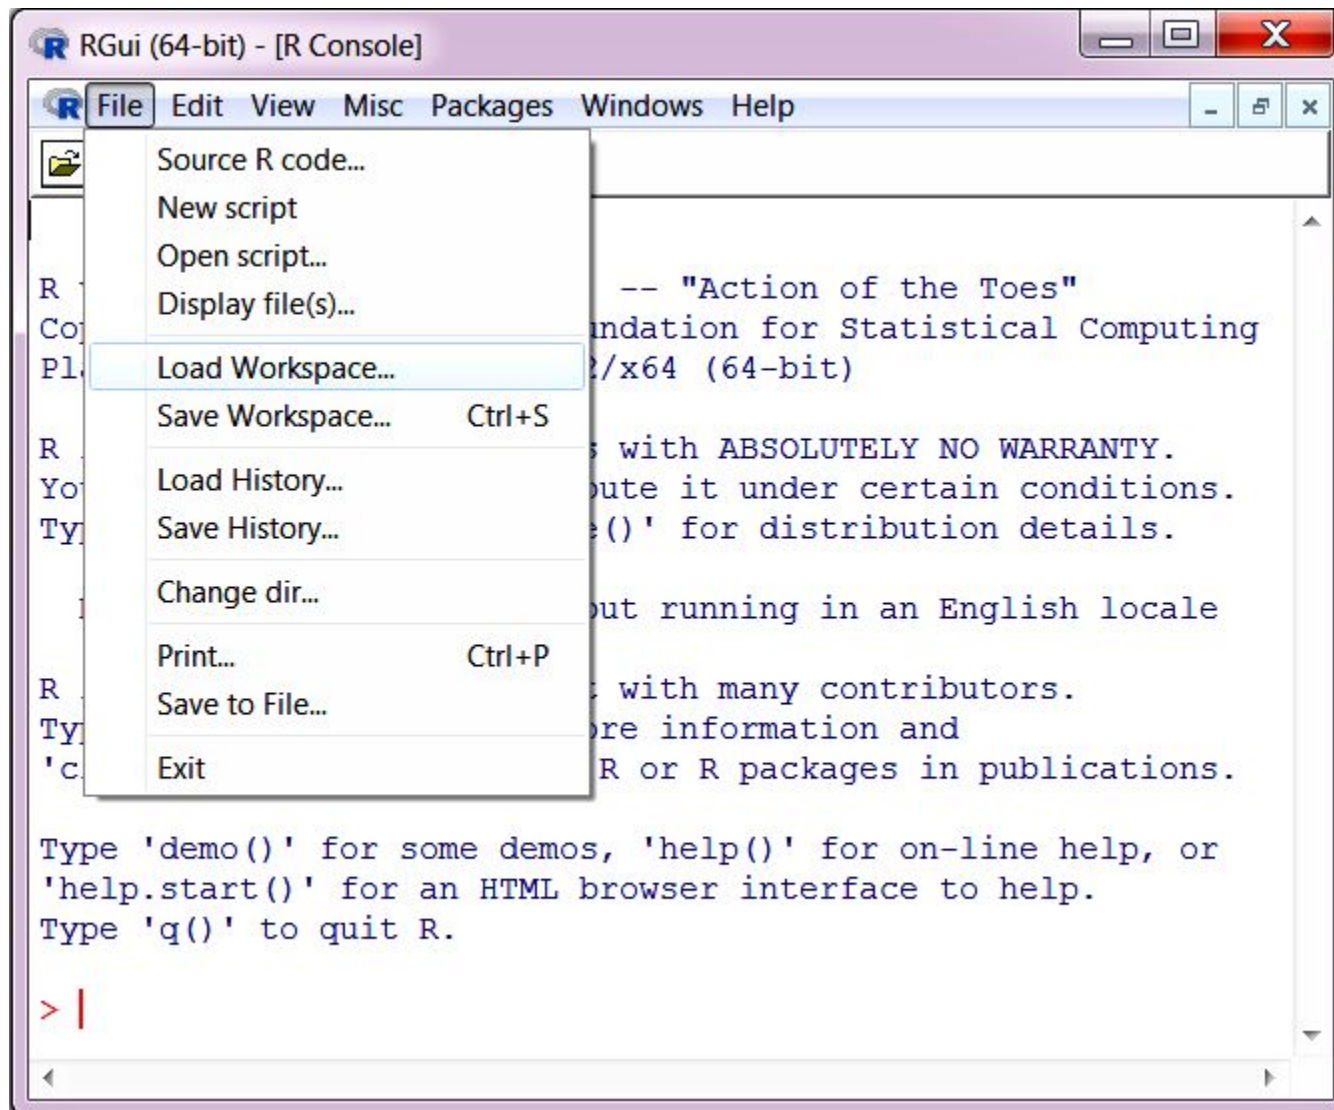 RGui (64-bit) - [R Console]
File Edit View Misc Packages Windows Help
Source R code...
New script
Open script...
Display file(s)...
Load Workspace...
Save Workspace... Ctrl+S
Load History...
Save History...
Change dir...
Print... Ctrl+P
Save to File...
Exit
R -- "Action of the Toes"
for Statistical Computing
/x64 (64-bit)
R with ABSOLUTELY NO WARRANTY.
it under certain conditions.
()' for distribution details.
running in an English locale
R with many contributors.
information and
R or R packages in publications.
Type 'demo()' for some demos, 'help()' for on-line help, or
'help.start()' for an HTML browser interface to help.
Type 'q()' to quit R.
>